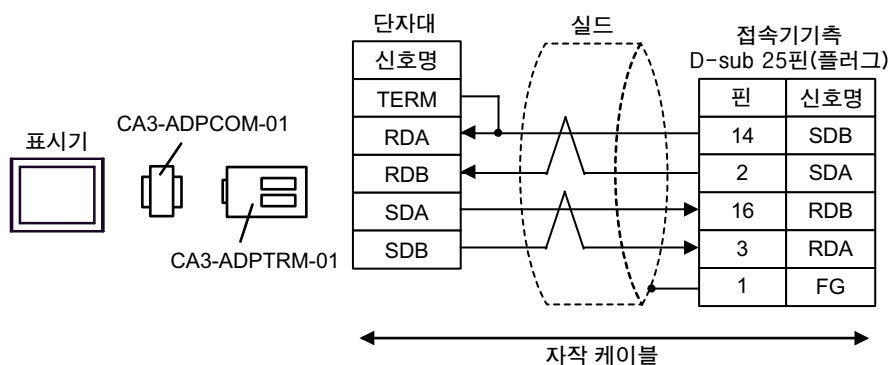 표시기
CA3-ADPCOM-01
CA3-ADPTRM-01
단자대
신호명
TERM
RDA
RDB
SDA
SDB
실드
접속기기측
D-sub 25핀(플러그)
핀 신호명
14 SDB
2 SDA
16 RDB
3 RDA
1 FG
자작 케이블